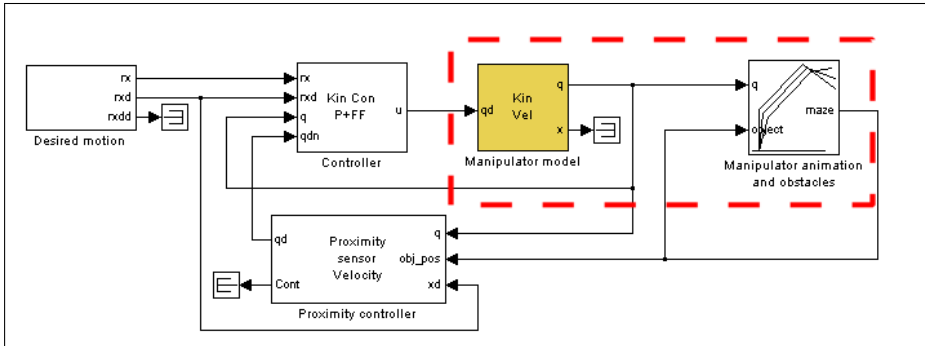 rx
rxd
rxdd
Desired motion
rx
rxd
q
qdn
Kin Con
P+FF
u
Controller
qd
Kin
Vel
q
x
Manipulator model
q
object
maze
Manipulator animation
and obstacles
qd
Cont
Proximity
sensor
Velocity
q
obj_pos
xd
Proximity controller